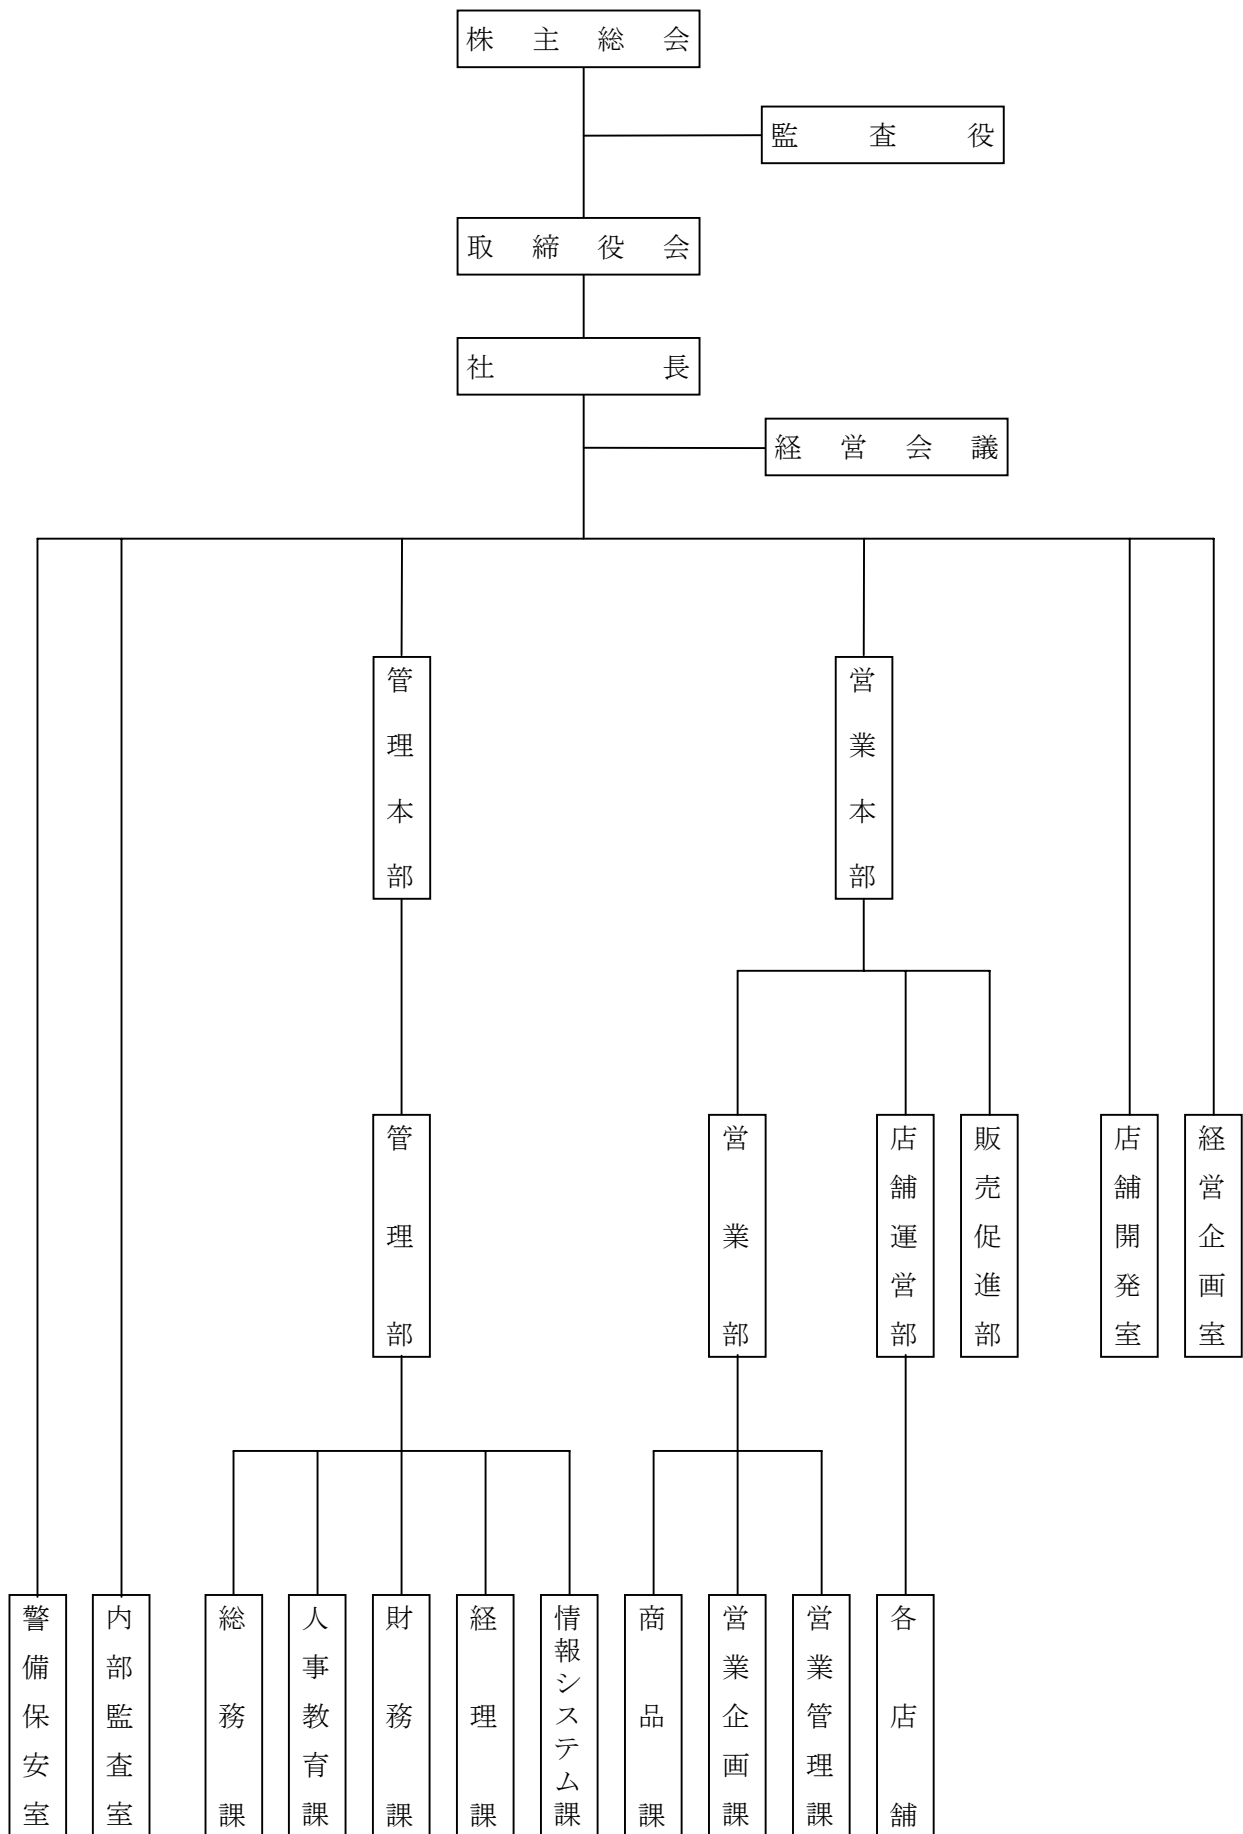 株主総会
監査役
取締役会
社長
経営会議
管理本部
営業本部
管理部
営業部
店舗運営部
販売促進部
店舗開発室
経営企画室
警備保安室
内部監査室
総務課
人事教育課
財務課
経理課
情報システム課
商品課
営業企画課
営業管理課
各店舗